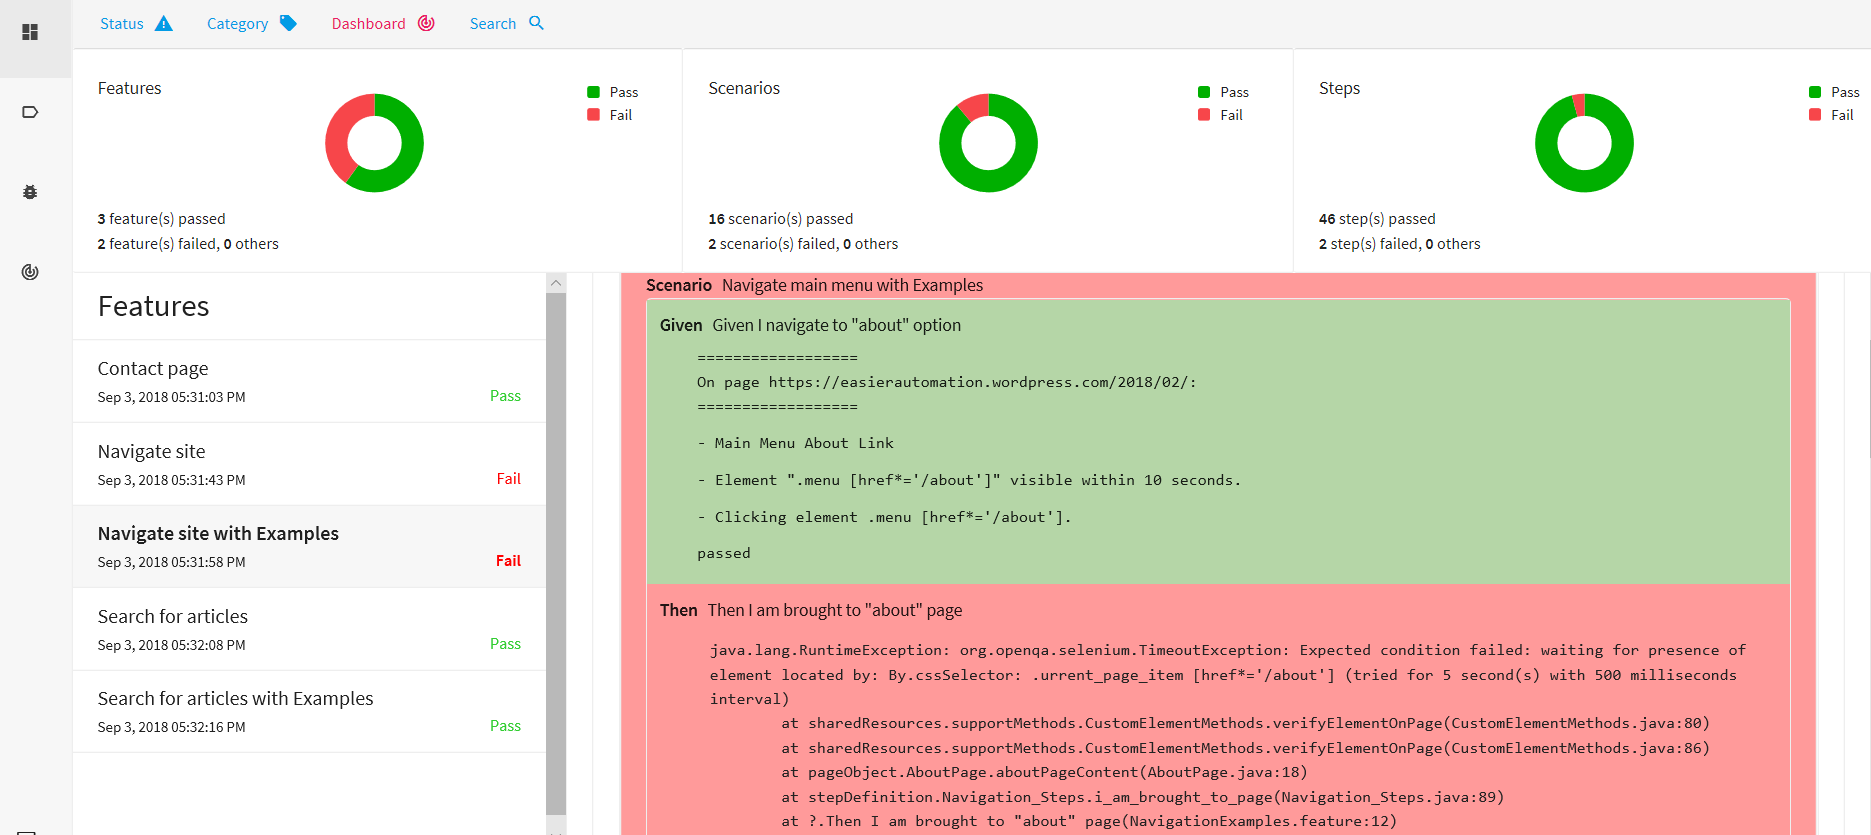 Status
Category
Dashboard
Search
Features
Pass
Fail
3 feature(s) passed
2 feature(s) failed, 0 others
Scenarios
Pass
Fail
16 scenario(s) passed
2 scenario(s) failed, 0 others
Steps
Pass
Fail
46 step(s) passed
2 step(s) failed, 0 others
Features
Contact page
Sep 3, 2018 05:31:03 PM
Pass
Navigate site
Sep 3, 2018 05:31:43 PM
Fail
Navigate site with Examples
Sep 3, 2018 05:31:58 PM
Fail
Search for articles
Sep 3, 2018 05:32:08 PM
Pass
Search for articles with Examples
Sep 3, 2018 05:32:16 PM
Pass
Scenario Navigate main menu with Examples
Given Given I navigate to "about" option
==================
On page https://easierautomation.wordpress.com/2018/02/:
==================
- Main Menu About Link
- Element ".menu [href*='/about']" visible within 10 seconds.
- Clicking element .menu [href*='/about'].
passed
Then Then I am brought to "about" page
java.lang.RuntimeException: org.openqa.selenium.TimeoutException: Expected condition failed: waiting for presence of
element located by: By.cssSelector: .urrent_page_item [href*='/about'] (tried for 5 second(s) with 500 milliseconds
interval)
at sharedResources.supportMethods.CustomElementMethods.verifyElementOnPage(CustomElementMethods.java:80)
at sharedResources.supportMethods.CustomElementMethods.verifyElementOnPage(CustomElementMethods.java:86)
at pageObject.AboutPage.aboutPageContent(AboutPage.java:18)
at stepDefinition.Navigation_Steps.i_am_brought_to_page(Navigation_Steps.java:89)
at ?.Then I am brought to "about" page(NavigationExamples.feature:12)